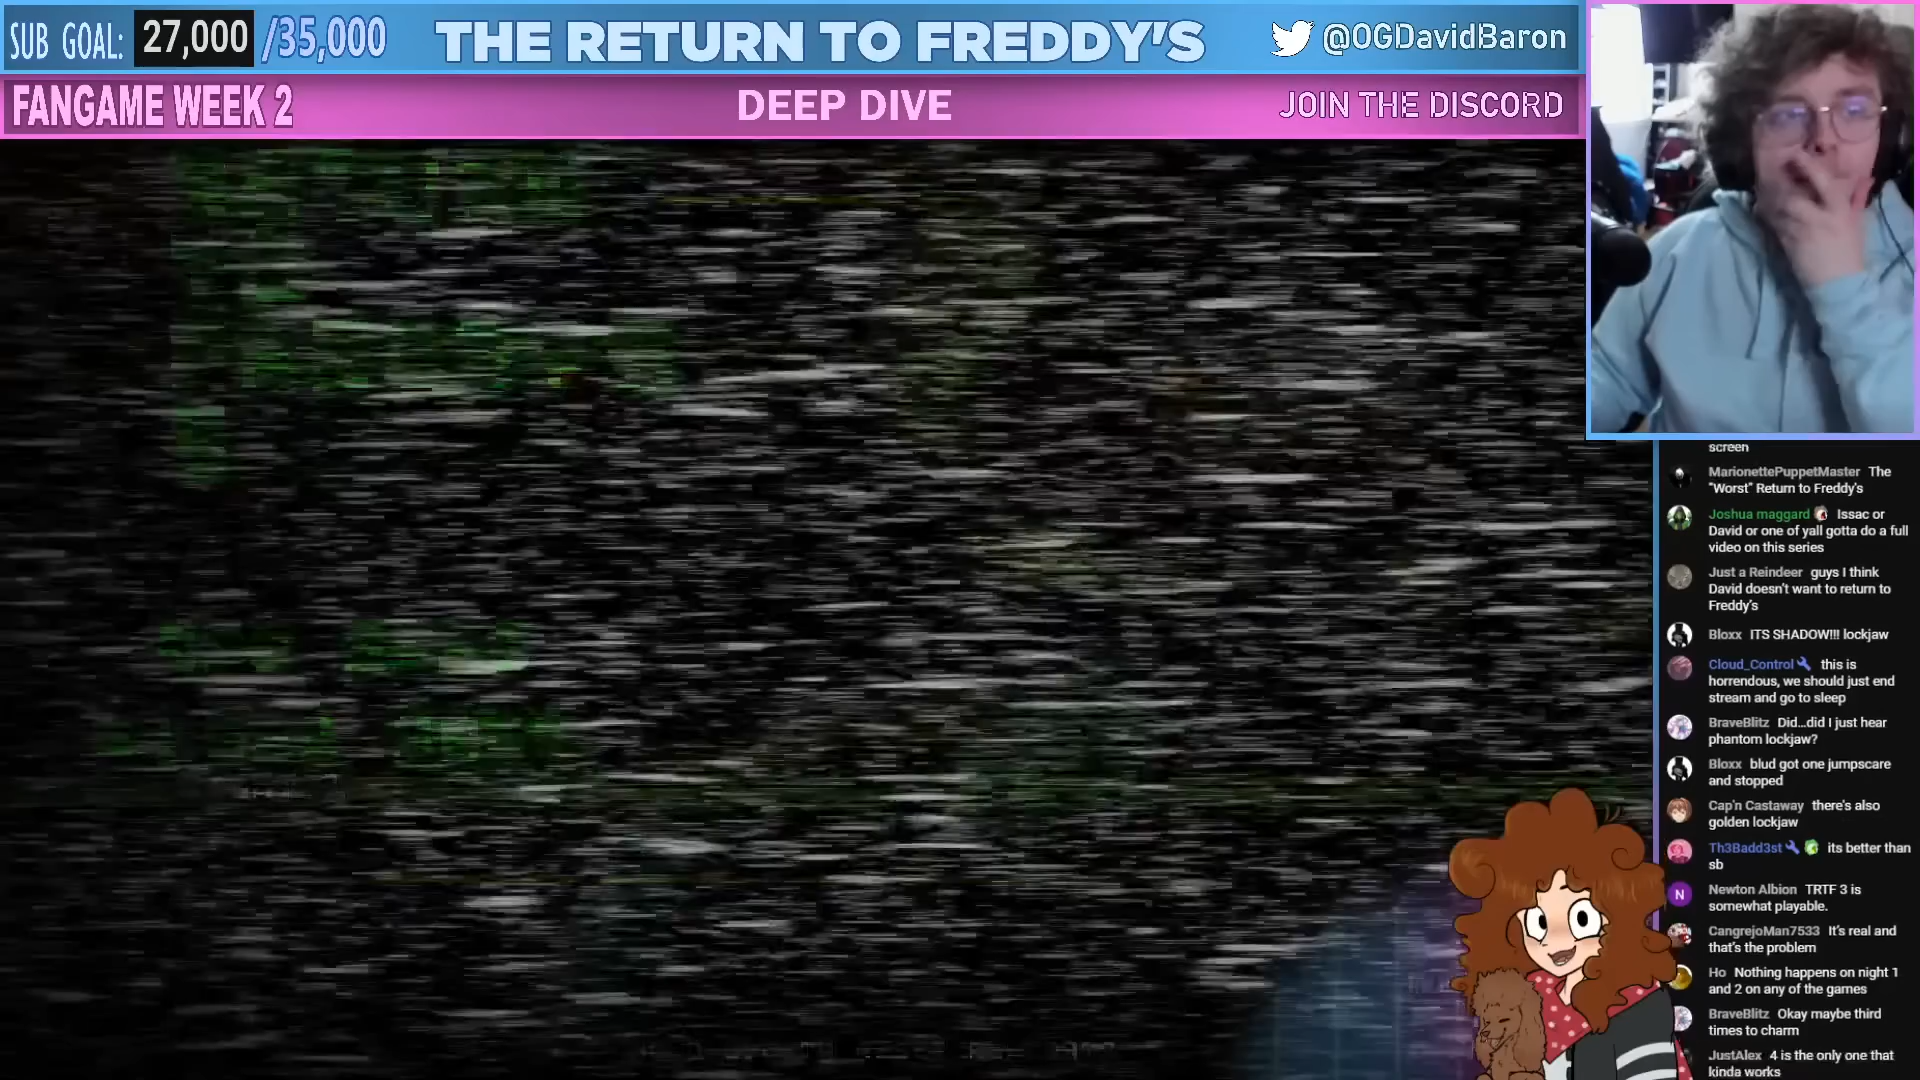 SUB GOAL: 27,000 /35,000
THE RETURN TO FREDDY'S
@OGDavidBaron
FANGAME WEEK 2
DEEP DIVE
JOIN THE DISCORD
screen
MarionettePuppetMaster The
"Worst" Return to Freddy's
Joshua maggard Issac or
David or one of yall gotta do a full
video on this series
Just a Reindeer guys I think
David doesn't want to return to
Freddy's
Bloxx ITS SHADOW!!! lockjaw
Cloud_Control this is
horrendous, we should just end
stream and go to sleep
BraveBlitz Did...did I just hear
phantom lockjaw?
Bloxx blud got one jumpscare
and stopped
Cap'n Castaway there's also
golden lockjaw
Th3Badd3st its better than
sb
N
Newton Albion TRTF 3 is
somewhat playable.
CangrejoMan7533 It's real and
that's the problem
Ho Nothing happens on night 1
and 2 on any of the games
BraveBlitz Okay maybe third
times to charm
JustAlex 4 is the only one that
kinda works